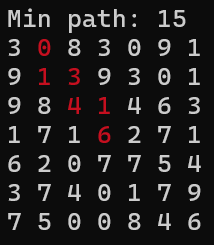 Min path: 15
3 0 8 3 0 9 1
9 1 3 9 3 0 1
9 8 4 1 4 6 3
1 7 1 6 2 7 1
6 2 0 7 7 5 4
3 7 4 0 1 7 9
7 5 0 0 8 4 6